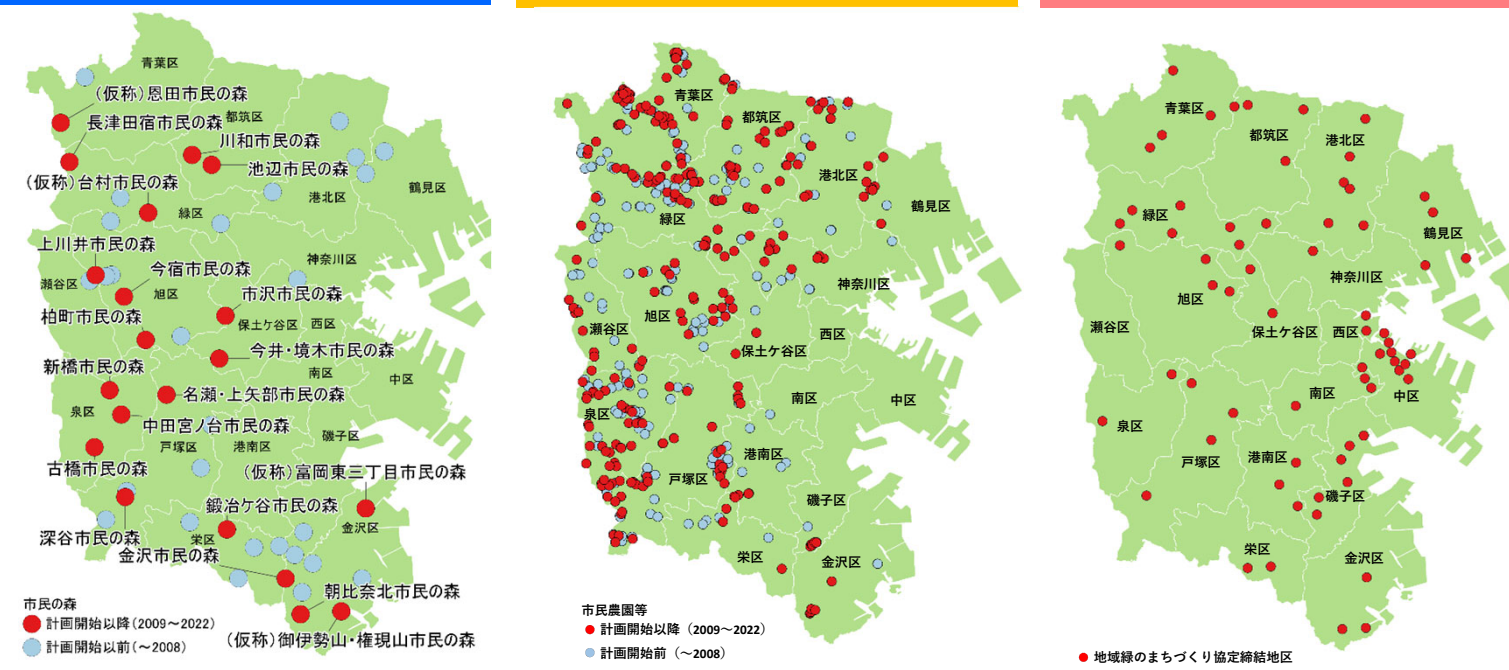 青葉区
(仮称)恩田市民の森
長津田宿市民の森
都筑区
川和市民の森
池辺市民の森
(仮称)台村市民の森
鶴見区
港北区
緑区
上川井市民の森
神奈川区
今宿市民の森
瀬谷区
旭区
市沢市民の森
柏町市民の森
保土ケ谷区
西区
今井・境木市民の森
新橋市民の森
南区
中区
名瀬・上矢部市民の森
泉区
中田宮ノ台市民の森
磯子区
戸塚区
港南区
古橋市民の森
(仮称)富岡東三丁目市民の森
鍛冶ケ谷市民の森
金沢区
深谷市民の森
栄区
金沢市民の森
朝比奈北市民の森
(仮称)御伊勢山・権現山市民の森
市民の森
計画開始以降(2009～2022)
計画開始以前(～2008)
青葉区
都筑区
港北区
鶴見区
緑区
神奈川区
旭区
瀬谷区
西区
保土ケ谷区
南区
中区
泉区
港南区
戸塚区
磯子区
栄区
金沢区
市民農園等
計画開始以降（2009～2022）
計画開始前（～2008）
青葉区
都筑区
港北区
緑区
鶴見区
神奈川区
旭区
瀬谷区
保土ケ谷区
西区
南区
中区
泉区
港南区
戸塚区
磯子区
栄区
金沢区
地域緑のまちづくり協定締結地区